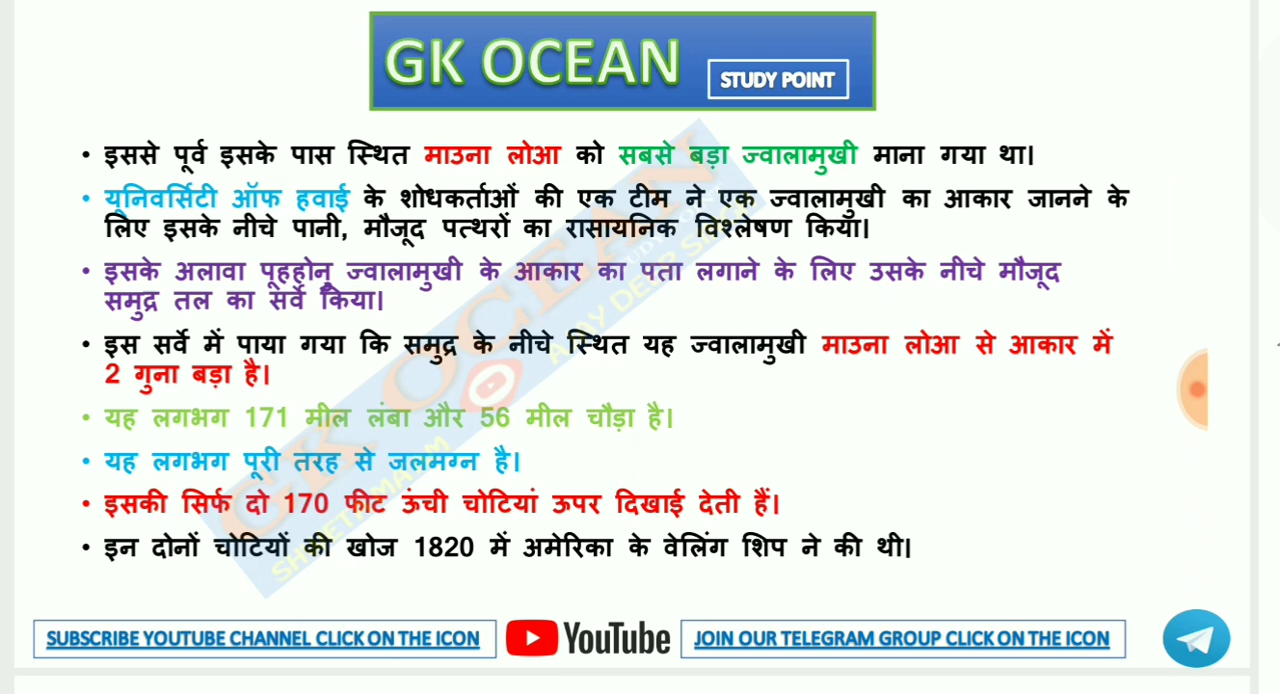 GK OCEAN STUDY POINT
• इससे पूर्व इसके पास स्थित माउना लोआ को सबसे बड़ा ज्वालामुखी माना गया था।
• यूनिवर्सिटी ऑफ हवाई के शोधकर्ताओं की एक टीम ने एक ज्वालामुखी का आकार जानने के
लिए इसके नीचे पानी, मौजूद पत्थरों का रासायनिक विश्लेषण किया।
• इसके अलावा पूहहोनू ज्वालामुखी के आकार का पता लगाने के लिए उसके नीचे मौजूद
समुद्र तल का सर्वे किया।
• इस सर्वे में पाया गया कि समुद्र के नीचे स्थित यह ज्वालामुखी माउना लोआ से आकार में
2 गुना बड़ा है।
• यह लगभग 171 मील लंबा और 56 मील चौड़ा है।
• यह लगभग पूरी तरह से जलमग्न है।
• इसकी सिर्फ दो 170 फीट ऊंची चोटियां ऊपर दिखाई देती हैं।
• इन दोनों चोटियों की खोज 1820 में अमेरिका के वेलिंग शिप ने की थी।
GK OCEAN
SUBSCRIBE YOUTUBE CHANNEL CLICK ON THE ICON YouTube JOIN OUR TELEGRAM GROUP CLICK ON THE ICON